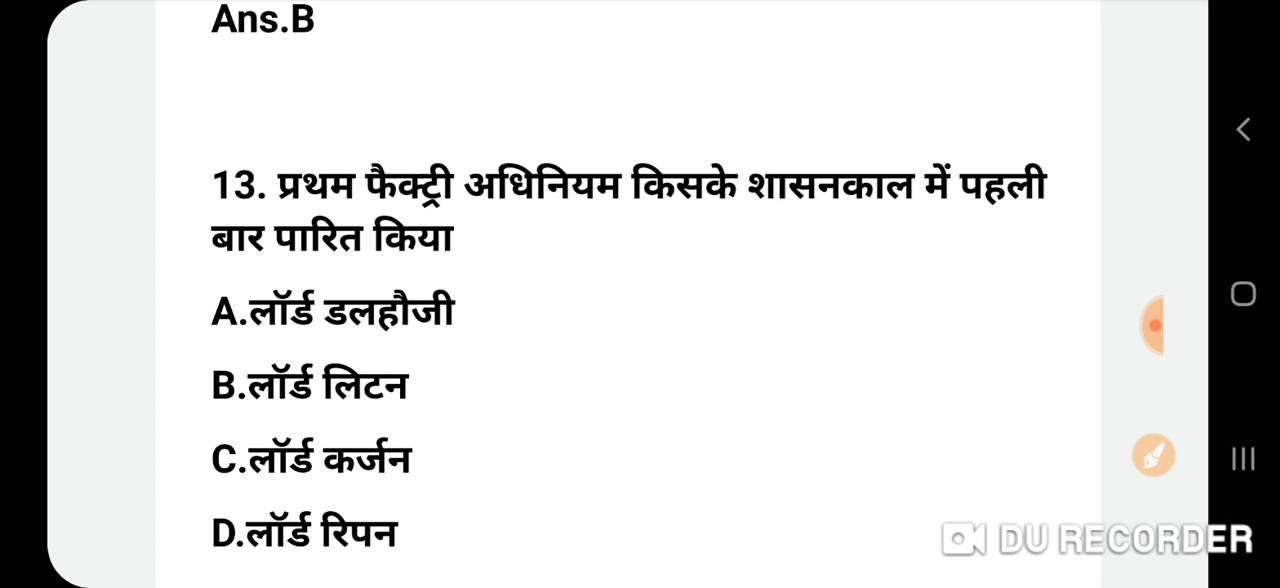 Ans.B
13. प्रथम फैक्ट्री अधिनियम किसके शासनकाल में पहली
बार पारित किया
A.लॉर्ड डलहौजी
B.लॉर्ड लिटन
C.लॉर्ड कर्जन
D.लॉर्ड रिपन
DU RECORDER